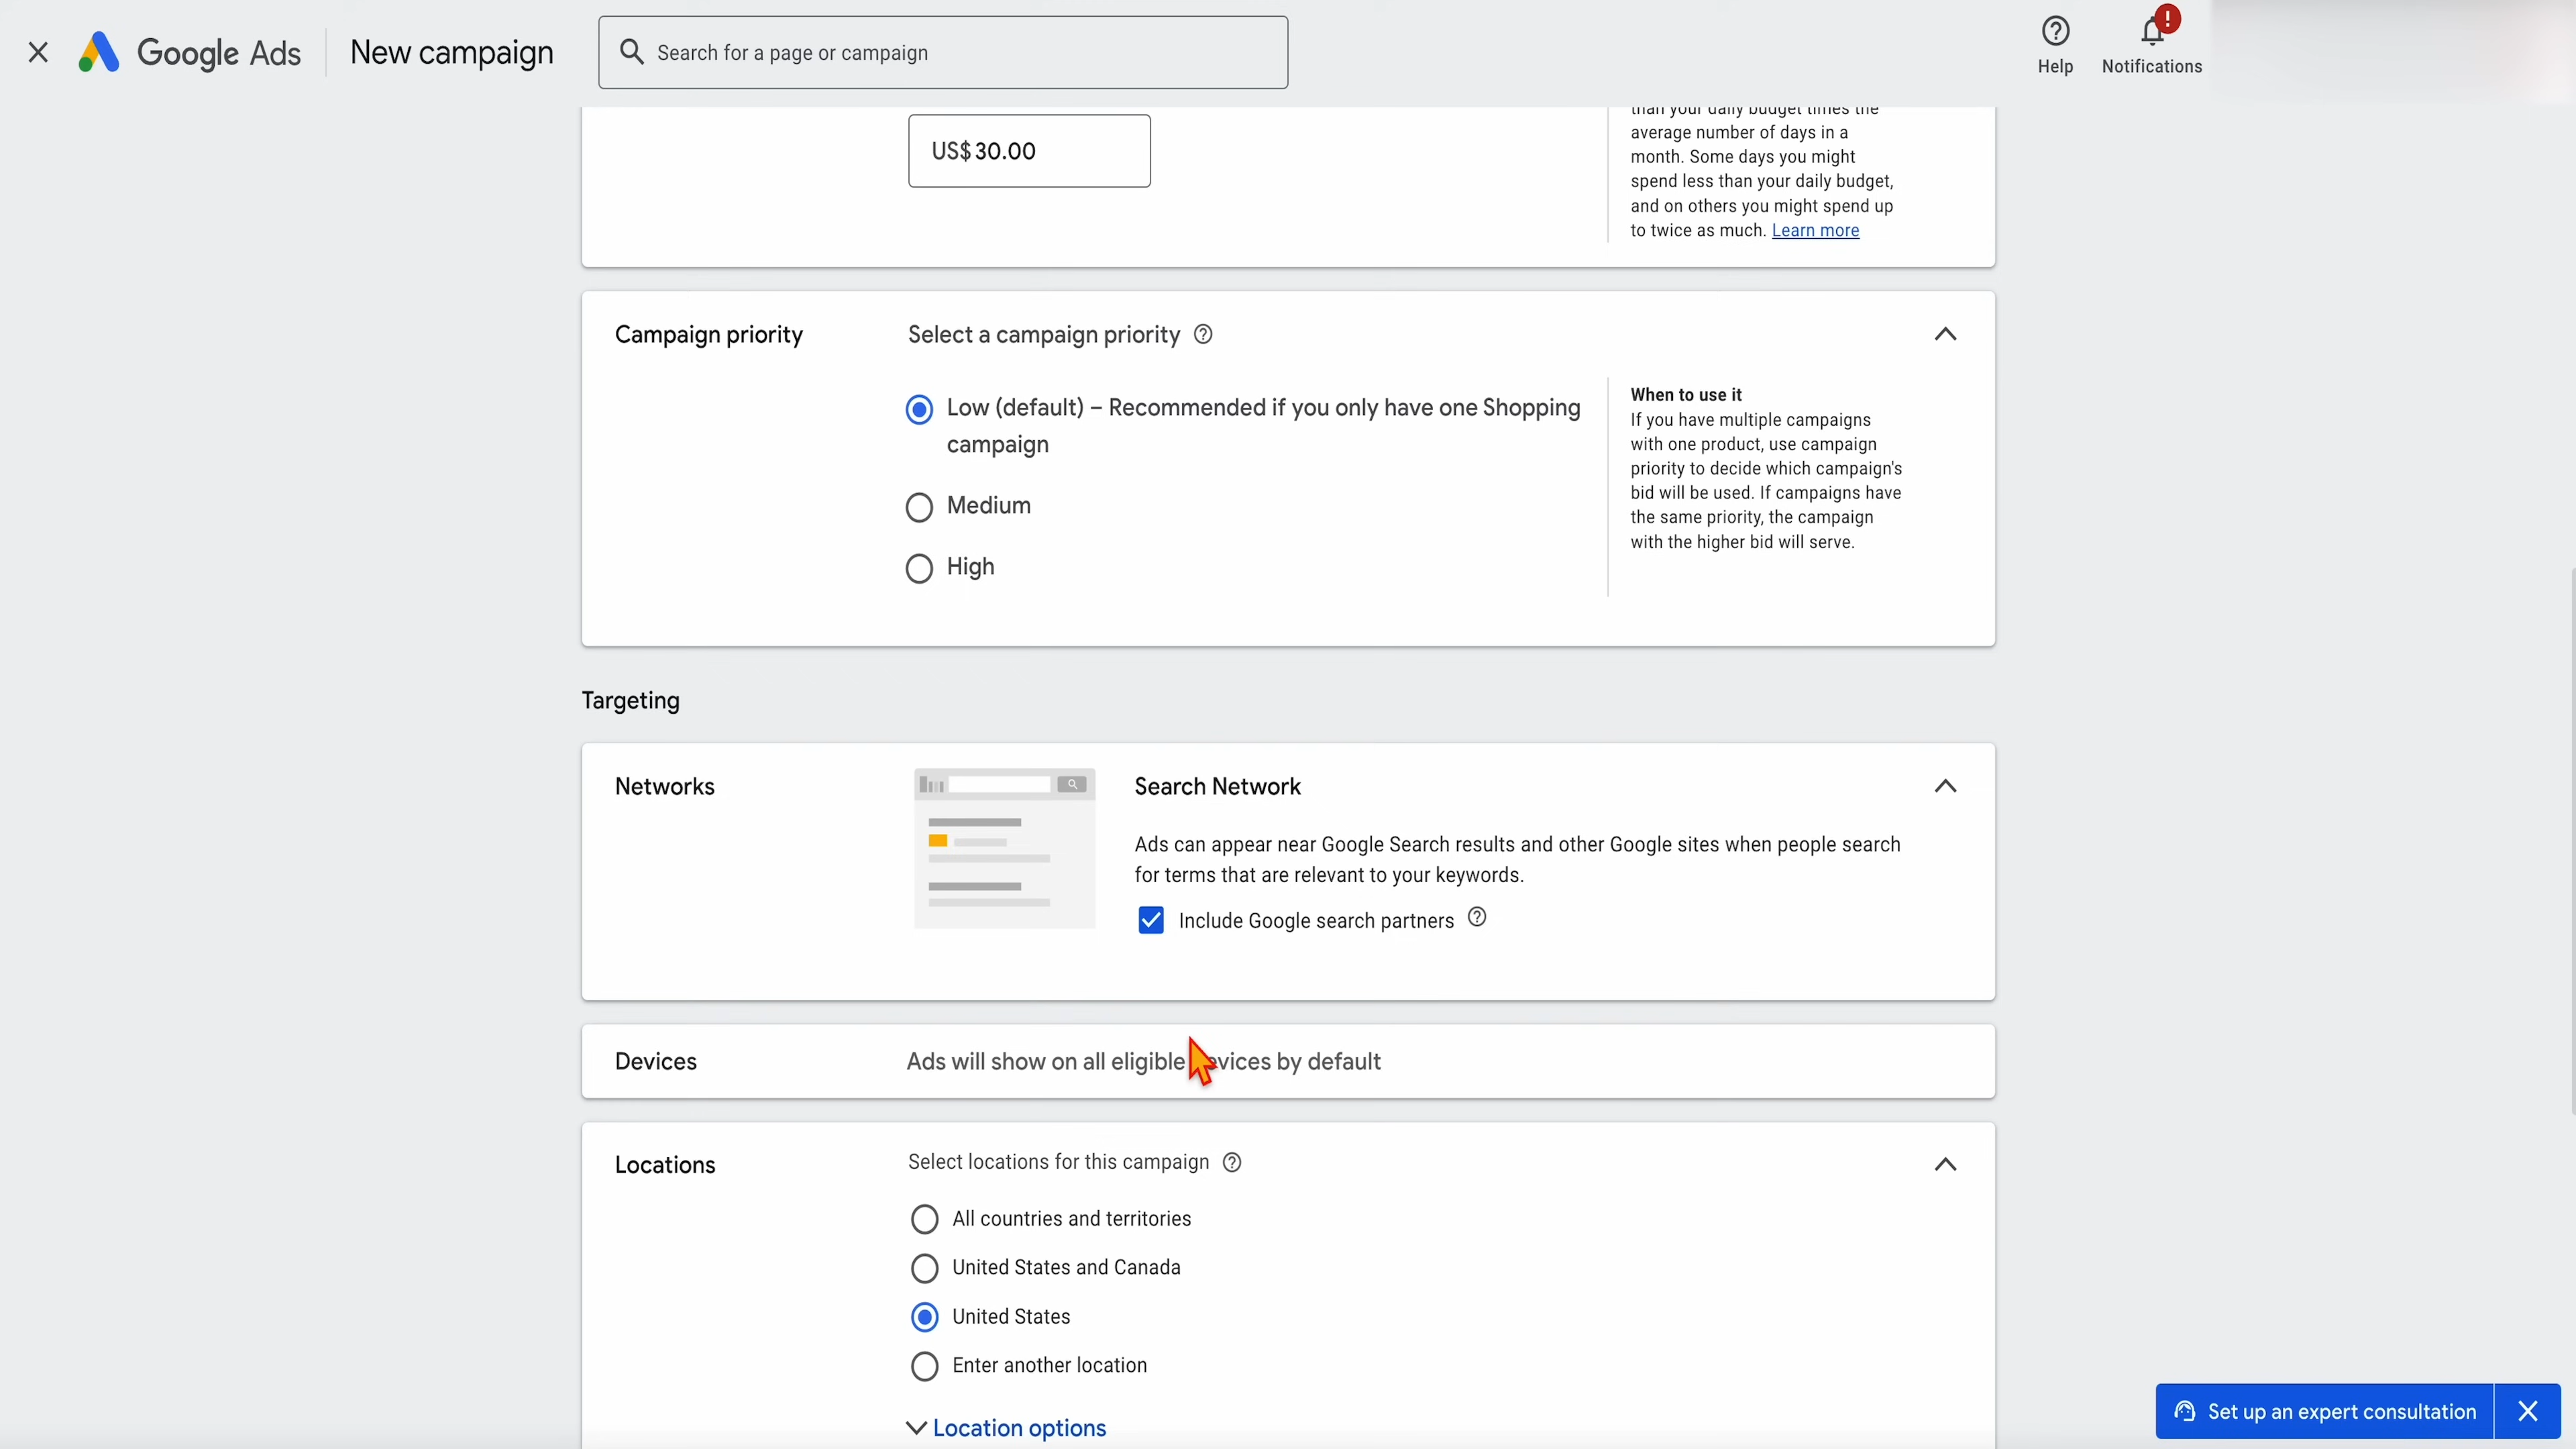 Google Ads
New campaign
Search for a page or campaign
Help
Notifications
US$ 30.00
than your daily budget times the
average number of days in a
month. Some days you might
spend less than your daily budget,
and on others you might spend up
to twice as much. Learn more
Campaign priority
Select a campaign priority
Low (default) – Recommended if you only have one Shopping
campaign
Medium
High
When to use it
If you have multiple campaigns
with one product, use campaign
priority to decide which campaign's
bid will be used. If campaigns have
the same priority, the campaign
with the higher bid will serve.
Targeting
Networks
Search Network
Ads can appear near Google Search results and other Google sites when people search
for terms that are relevant to your keywords.
Include Google search partners
Devices
Ads will show on all eligible devices by default
Locations
Select locations for this campaign
All countries and territories
United States and Canada
United States
Enter another location
Location options
Set up an expert consultation